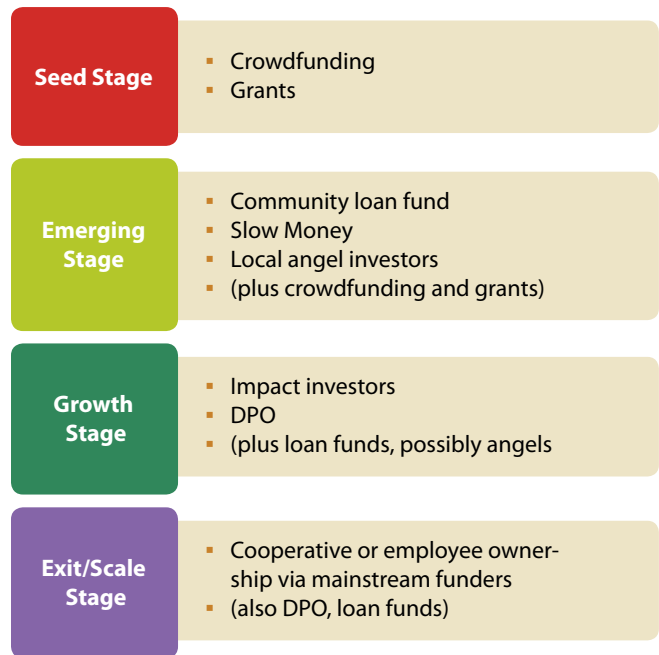 Seed Stage
▪ Crowdfunding
▪ Grants
Emerging
Stage
▪ Community loan fund
▪ Slow Money
▪ Local angel investors
▪ (plus crowdfunding and grants)
Growth
Stage
▪ Impact investors
▪ DPO
▪ (plus loan funds, possibly angels
Exit/Scale
Stage
▪ Cooperative or employee owner-
ship via mainstream funders
▪ (also DPO, loan funds)